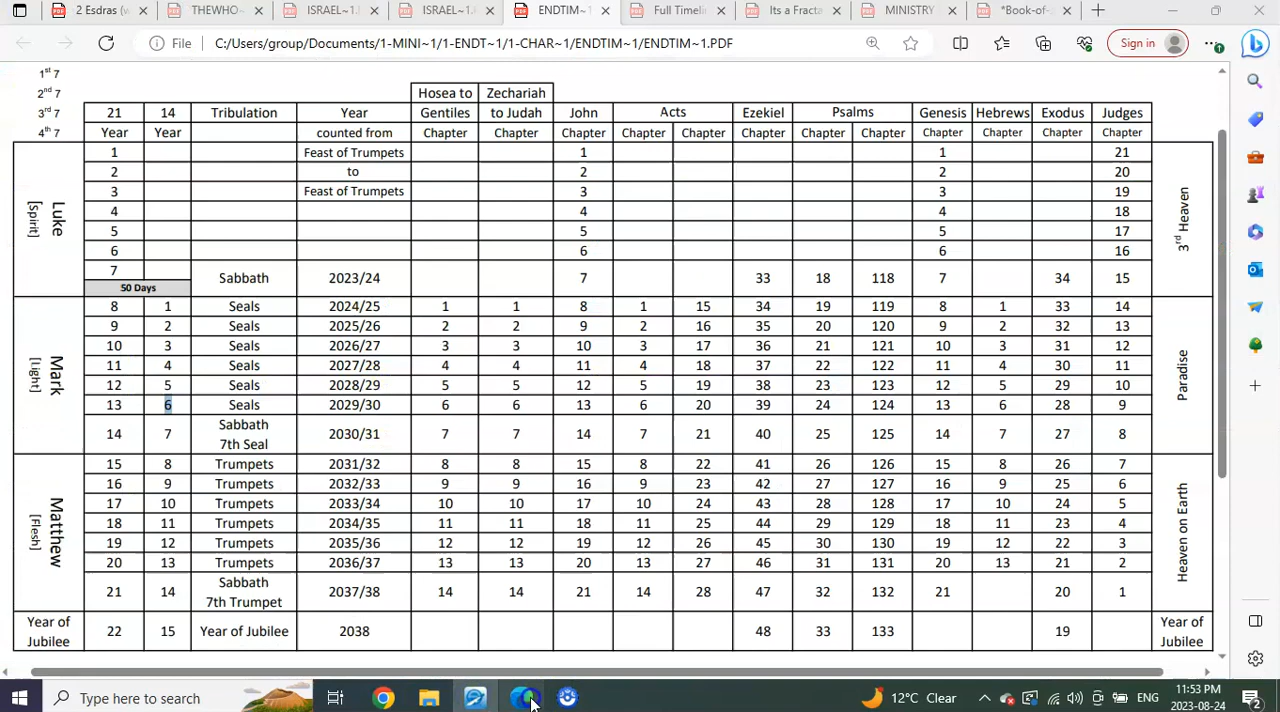 2 Esdras (w
THEWHO
ISRAEL~1.I
ISRAEL~1.
ENDTIM~
Full Timeli
Its a Fracta
MINISTRY
*Book-of-
File C:/Users/group/Documents/1-MINI~1/1-ENDT~1/1-CHAR~1/ENDTIM~1/ENDTIM~1.PDF Sign in
1st 7
2nd 7 Hosea to Zechariah
3rd 7 21 14 Tribulation Year Gentiles to Judah John Acts Ezekiel Psalms Genesis Hebrews Exodus Judges
4th 7 Year Year counted from Chapter Chapter Chapter Chapter Chapter Chapter Chapter Chapter Chapter Chapter Chapter Chapter
Luke
[Spirit]
3rd Heaven
1 Feast of Trumpets 1 1 21
2 to 2 2 20
3 Feast of Trumpets 3 3 19
4 4 4 18
5 5 5 17
6 6 6 16
7 Sabbath 2023/24 7 33 18 118 7 34 15
50 Days
Mark
[Light]
Paradise
8 1 Seals 2024/25 1 1 8 1 15 34 19 119 8 1 33 14
9 2 Seals 2025/26 2 2 9 2 16 35 20 120 9 2 32 13
10 3 Seals 2026/27 3 3 10 3 17 36 21 121 10 3 31 12
11 4 Seals 2027/28 4 4 11 4 18 37 22 122 11 4 30 11
12 5 Seals 2028/29 5 5 12 5 19 38 23 123 12 5 29 10
13 6 Seals 2029/30 6 6 13 6 20 39 24 124 13 6 28 9
Sabbath
14 7 7th Seal 2030/31 7 7 14 7 21 40 25 125 14 7 27 8
Matthew
[Flesh]
Heaven on Earth
15 8 Trumpets 2031/32 8 8 15 8 22 41 26 126 15 8 26 7
16 9 Trumpets 2032/33 9 9 16 9 23 42 27 127 16 9 25 6
17 10 Trumpets 2033/34 10 10 17 10 24 43 28 128 17 10 24 5
18 11 Trumpets 2034/35 11 11 18 11 25 44 29 129 18 11 23 4
19 12 Trumpets 2035/36 12 12 19 12 26 45 30 130 19 12 22 3
20 13 Trumpets 2036/37 13 13 20 13 27 46 31 131 20 13 21 2
Sabbath
21 14 7th Trumpet 2037/38 14 14 21 14 28 47 32 132 21 20 1
Year of Jubilee 22 15 Year of Jubilee 2038 48 33 133 19 Year of Jubilee
Type here to search
12°C Clear
ENG
11:53 PM
2023-08-24
2